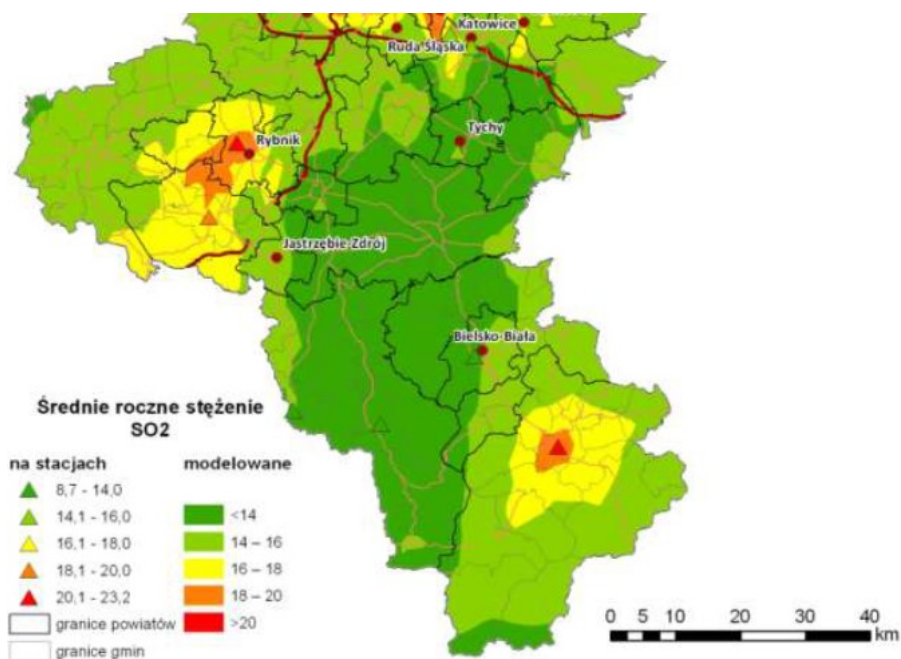 Katowice
Ruda Śląska
Tychy
Rybnik
Jastrzębie-Zdrój
Bielsko-Biała
Średnie roczne stężenie
SO2
na stacjach modelowane
8,7 - 14,0 <14
14,1 - 16,0 14 – 16
16,1 - 18,0 16 – 18
18,1 - 20,0 18 – 20
20,1 - 23,2 >20
granice powiatów
granice gmin
0 5 10 20 30 40
km